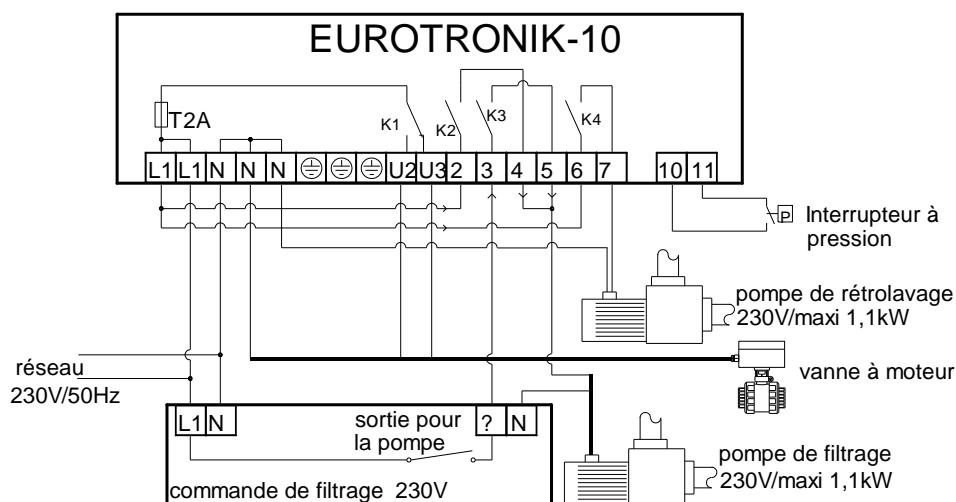 EUROTRONIK-10
T2A
K1
K2
K3
K4
L1 L1 N N N U2 U3 2 3 4 5 6 7 10 11
P
Interrupteur à
pression
pompe de rétrolavage
230V/maxi 1,1kW
réseau
230V/50Hz
vanne à moteur
L1 N
sortie pour
la pompe
? N
pompe de filtrage
230V/maxi 1,1kW
commande de filtrage 230V